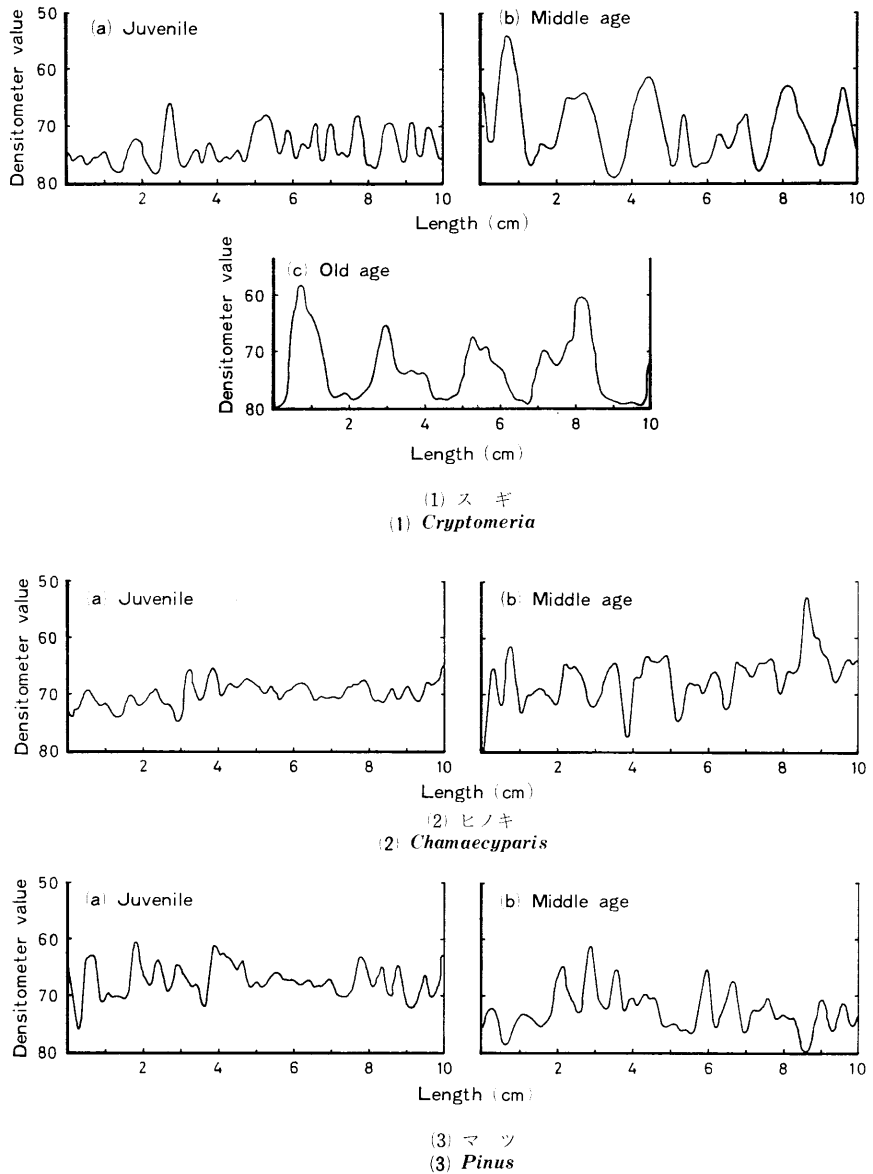 (a) Juvenile
(b) Middle age
Densitometer value
50
60
70
80
2
4
6
8
10
2
4
6
8
10
Length (cm)
(c) Old age
Densitometer value
60
70
80
2
4
6
8
10
Length (cm)
(1) ス ギ
(1) Cryptomeria
(a) Juvenile
(b) Middle age
Densitometer value
50
60
70
80
2
4
6
8
10
2
4
6
8
10
Length (cm)
(2) ヒノキ
(2) Chamaecyparis
(a) Juvenile
(b) Middle age
Densitometer value
50
60
70
80
2
4
6
8
10
2
4
6
8
10
Length (cm)
(3) マ ツ
(3) Pinus